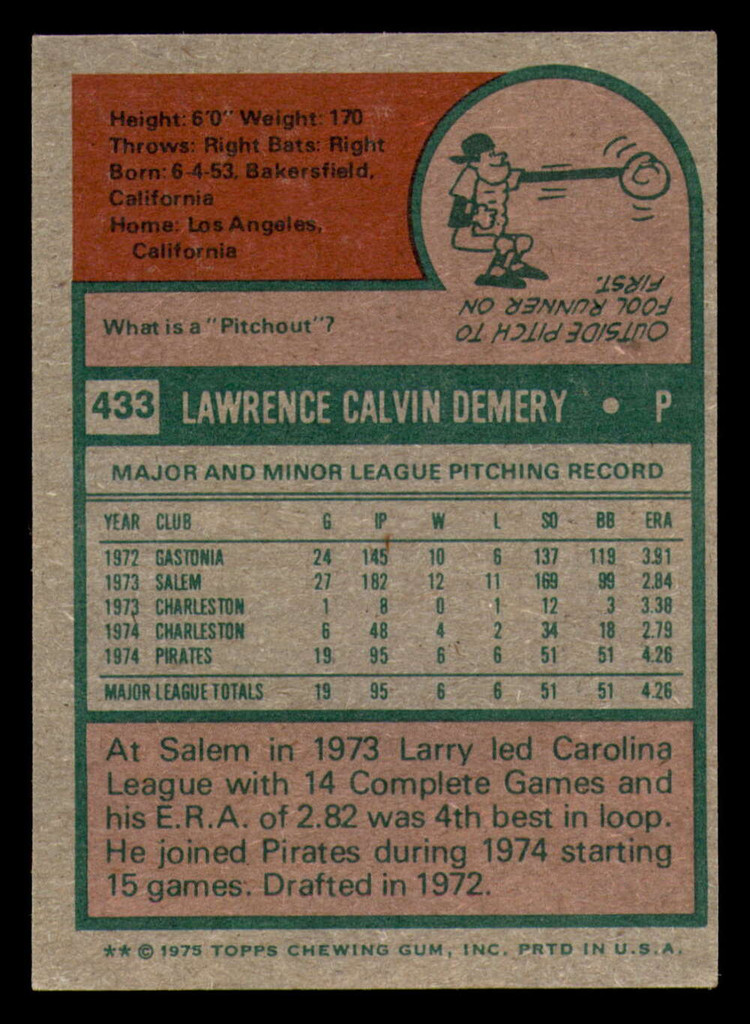 Height: 6'0" Weight: 170
Throws: Right Bats: Right
Born: 6-4-53, Bakersfield,
California
Home: Los Angeles,
California
What is a "Pitchout"?
OUTSIDE PITCH TO
FOOL RUNNER ON
FIRST.
433 LAWRENCE CALVIN DEMERY • P
MAJOR AND MINOR LEAGUE PITCHING RECORD
YEAR CLUB G IP W L SO BB ERA
1972 GASTONIA 24 145 10 6 137 119 3.91
1973 SALEM 27 182 12 11 169 99 2.84
1973 CHARLESTON 1 8 0 1 12 3 3.38
1974 CHARLESTON 6 48 4 2 34 18 2.79
1974 PIRATES 19 95 6 6 51 51 4.26
MAJOR LEAGUE TOTALS 19 95 6 6 51 51 4.26
At Salem in 1973 Larry led Carolina
League with 14 Complete Games and
his E.R.A. of 2.82 was 4th best in loop.
He joined Pirates during 1974 starting
15 games. Drafted in 1972.
** © 1975 TOPPS CHEWING GUM, INC. PRTD IN U.S.A.